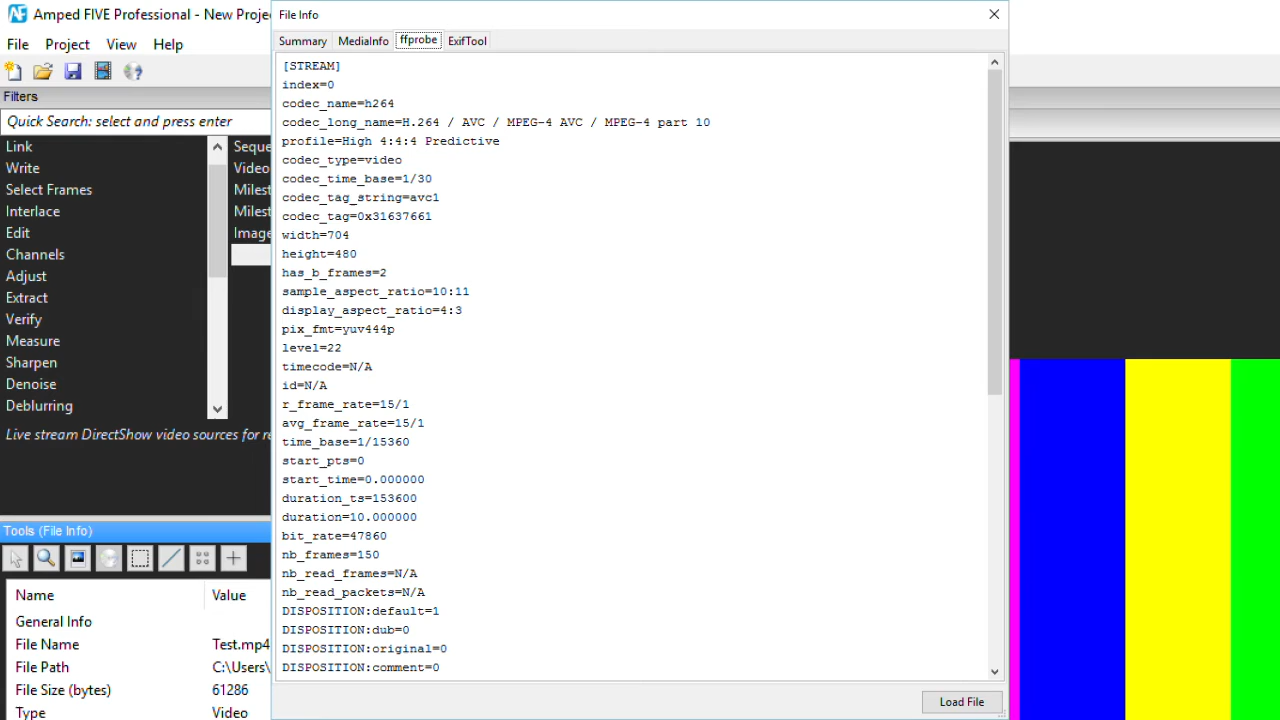 Amped FIVE Professional - New Proje
File Project View Help
Filters
Quick Search: select and press enter
Link
Write
Select Frames
Interlace
Edit
Channels
Adjust
Extract
Verify
Measure
Sharpen
Denoise
Deblurring
Seque
Video
Milest
Milest
Image
Live stream DirectShow video sources for re
Tools (File Info)
Name Value
General Info
File Name Test.mp4
File Path C:\Users\
File Size (bytes) 61286
Type Video
File Info
Summary MediaInfo ffprobe ExifTool
[STREAM]
index=0
codec_name=h264
codec_long_name=H.264 / AVC / MPEG-4 AVC / MPEG-4 part 10
profile=High 4:4:4 Predictive
codec_type=video
codec_time_base=1/30
codec_tag_string=avc1
codec_tag=0x31637661
width=704
height=480
has_b_frames=2
sample_aspect_ratio=10:11
display_aspect_ratio=4:3
pix_fmt=yuv444p
level=22
timecode=N/A
id=N/A
r_frame_rate=15/1
avg_frame_rate=15/1
time_base=1/15360
start_pts=0
start_time=0.000000
duration_ts=153600
duration=10.000000
bit_rate=47860
nb_frames=150
nb_read_frames=N/A
nb_read_packets=N/A
DISPOSITION:default=1
DISPOSITION:dub=0
DISPOSITION:original=0
DISPOSITION:comment=0
Load File